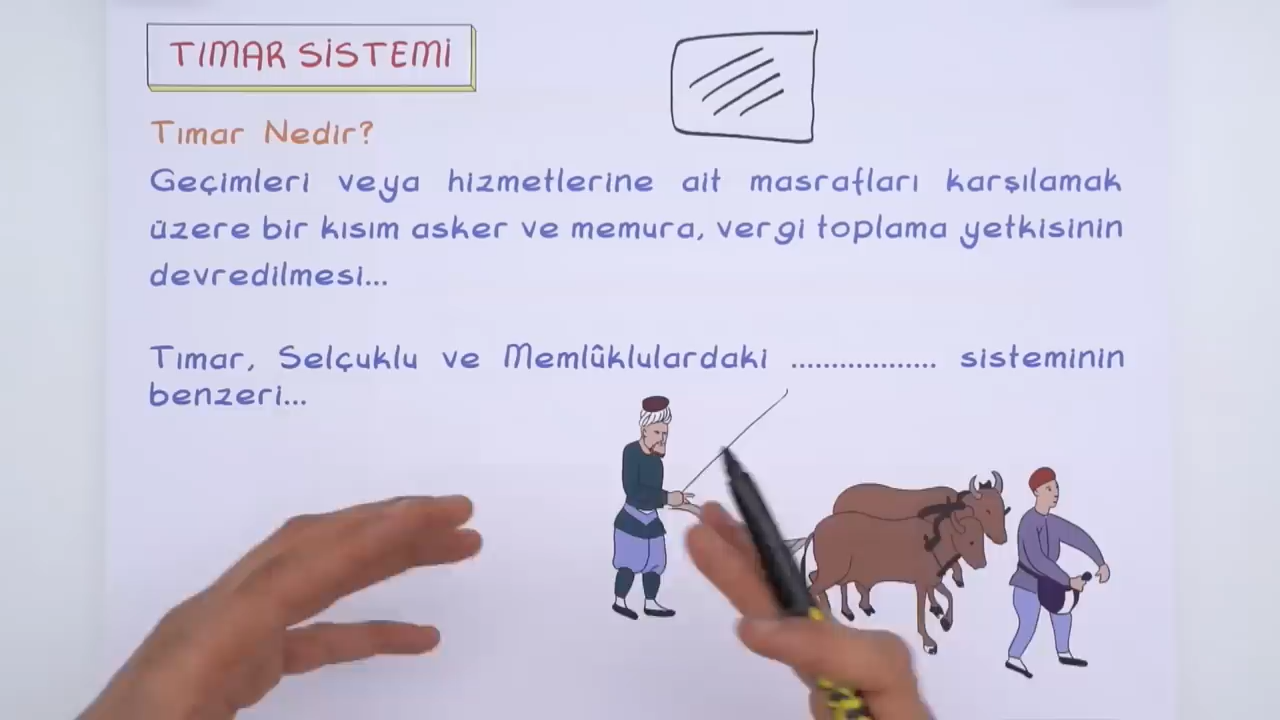 TIMAR SİSTEMİ
Tımar Nedir?
Geçimleri veya hizmetlerine ait masrafları karşılamak
üzere bir kısım asker ve memura, vergi toplama yetkisinin
devredilmesi...
Tımar, Selçuklu ve Memlûklulardaki .................. sisteminin
benzeri...